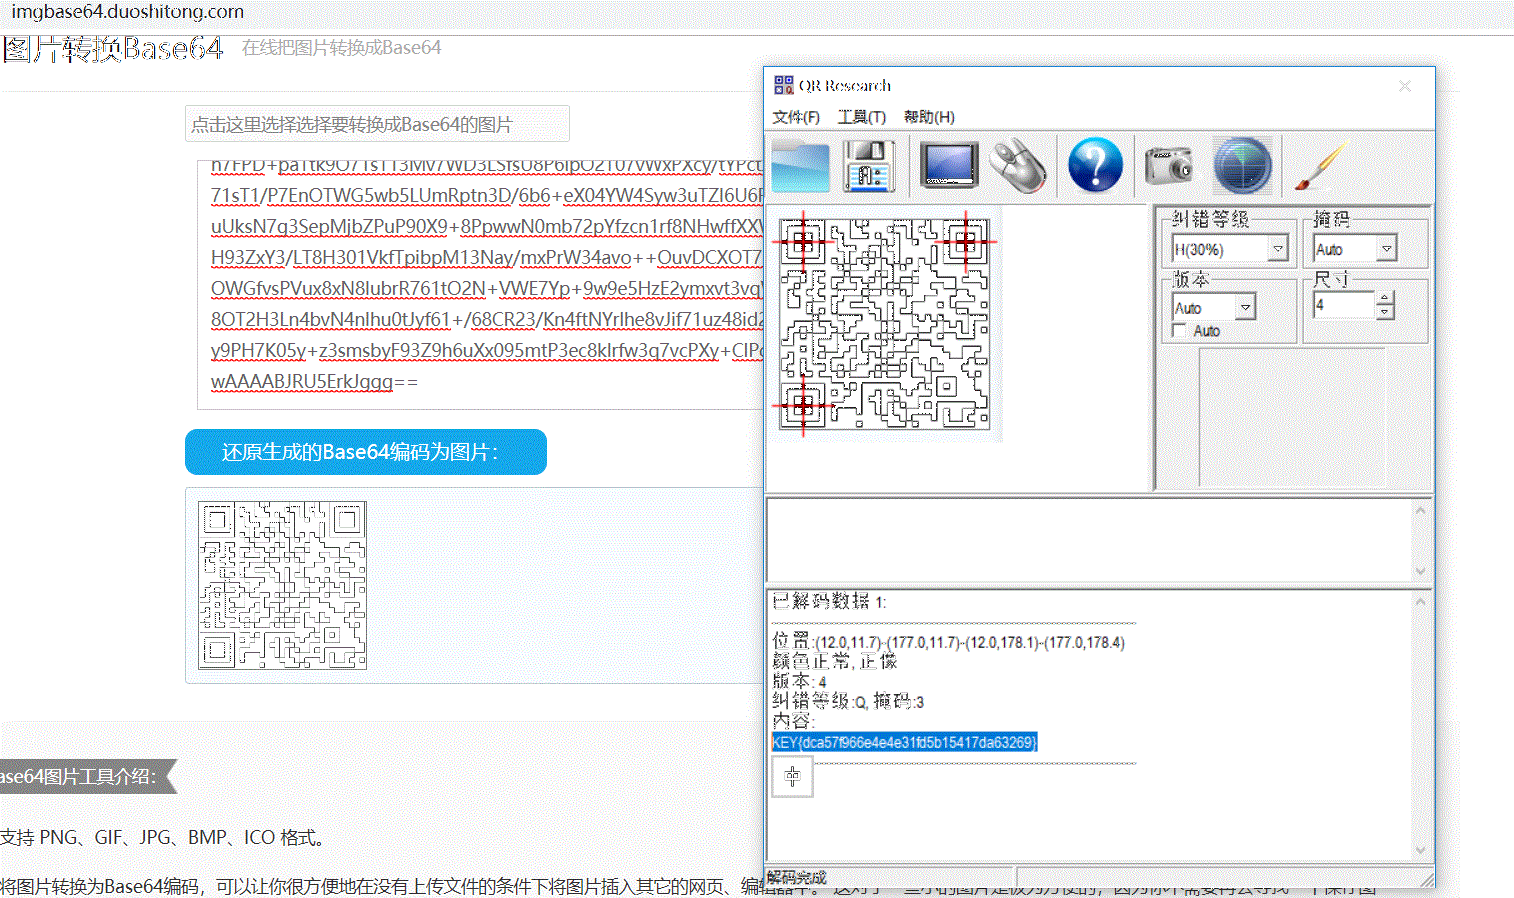 imgbase64.duoshitong.com
图片转换Base64 在线把图片转换成Base64
点击这里选择选择要转换成Base64的图片
h7FPD+pa1tk9O7Ts113Mv7WD3LSfsU8P6ipO2107vWxPXcy/tYPct
71sT1/P7EnOTWG5wb5LUmRptn3D/6b6+eX04YW4Syw3uTZl6U6F
uUksN7q3SepMjbZPuP90X9+8PpwwN0mb72pYfzcn1rf8NHwffXXW
H93ZxY3/LT8H301VkfTpibpM13Nay/mxPrW34avo++OuvDCXOT7
OWGfvsPVux8xN8IubrR761tO2N+VWE7Yp+9w9e5HzE2ymxvt3vq
8OT2H3Ln4bvN4nlhu0tJyf61+/68CR23/Kn4ftNYrIhe8vJif71uz48id2
y9PH7K05y+z3smsbyF93Z9h6uXx095mtP3ec8klrfw3q7vcPXy+CIPc
wAAAABJRU5ErkJggg==
还原生成的Base64编码为图片：
ase64图片工具介绍：
支持 PNG、GIF、JPG、BMP、ICO 格式。
将图片转换为Base64编码，可以让你很方便地在没有上传文件的条件下将图片插入其它的网页、编辑器中。
QR Research
文件(F) 工具(T) 帮助(H)
纠错等级 掩码
H(30%) Auto
版本 尺寸
Auto 4
Auto
已解码数据 1:
位置:(12.0,11.7)-(177.0,11.7)-(12.0,178.1)-(177.0,178.4)
颜色正常, 正像
版本: 4
纠错等级:Q, 掩码:3
内容:
KEY{dca57f966e4e4e31fd5b15417da63269}
中
解码完成